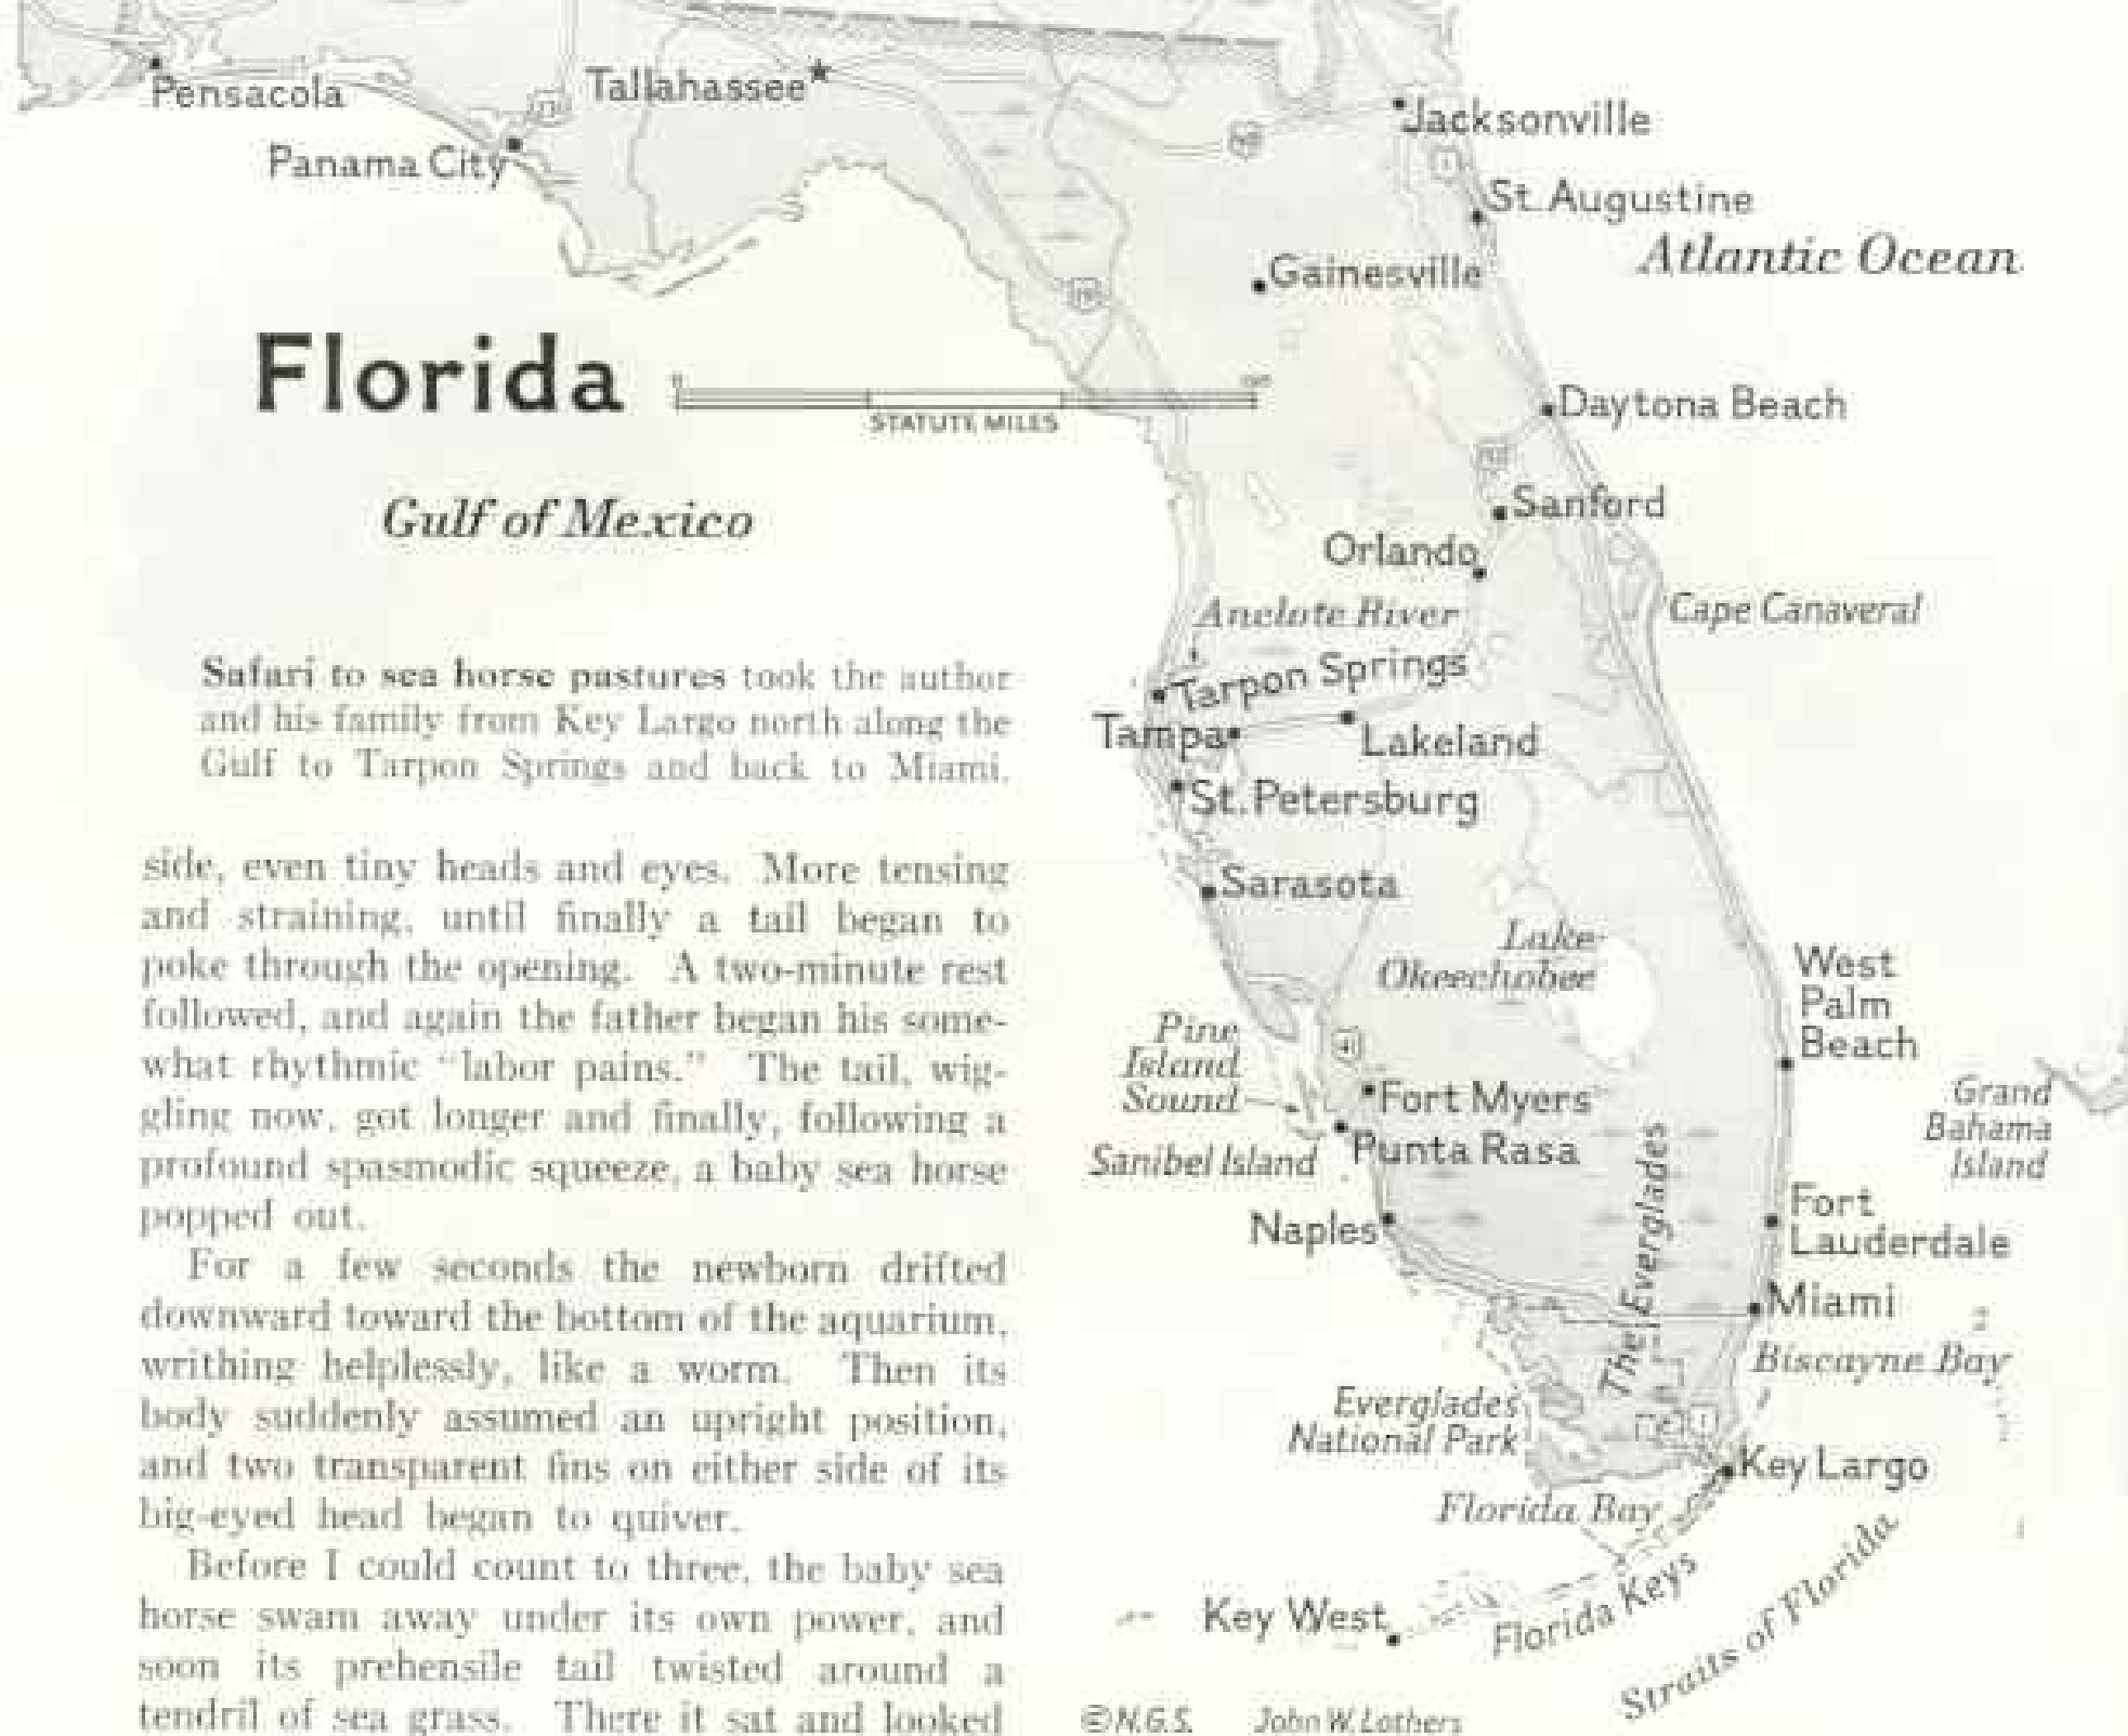 Pensacola
Tallahassee
Panama City
Jacksonville
St. Augustine
Atlantic Ocean
Gainesville
Florida
0
STATUTE MILES
Daytona Beach
Gulf of Mexico
Sanford
Orlando
Cape Canaveral
Anclote River
Tarpon Springs
Tampa
Lakeland
St. Petersburg
Sarasota
Lake
Okeechobee
West
Palm
Beach
Pine
Island
Sound
41
Fort Myers
Punta Rasa
Sanibel Island
Grand
Bahama
Island
Naples
Fort
Lauderdale
The Everglades
Miami
Biscayne Bay
Everglades
National Park
1
Key Largo
Florida Bay
Key West
Florida Keys
Straits of Florida
©N.G.S. John W. Lothers
Safari to sea horse pastures took the author
and his family from Key Largo north along the
Gulf to Tarpon Springs and back to Miami.
side, even tiny heads and eyes. More tensing
and straining, until finally a tail began to
poke through the opening. A two-minute rest
followed, and again the father began his some-
what rhythmic “labor pains.” The tail, wig-
gling now, got longer and finally, following a
profound spasmodic squeeze, a baby sea horse
popped out.
For a few seconds the newborn drifted
downward toward the bottom of the aquarium,
writhing helplessly, like a worm. Then its
body suddenly assumed an upright position,
and two transparent fins on either side of its
big-eyed head began to quiver.
Before I could count to three, the baby sea
horse swam away under its own power, and
soon its prehensile tail twisted around a
tendril of sea grass. There it sat and looked